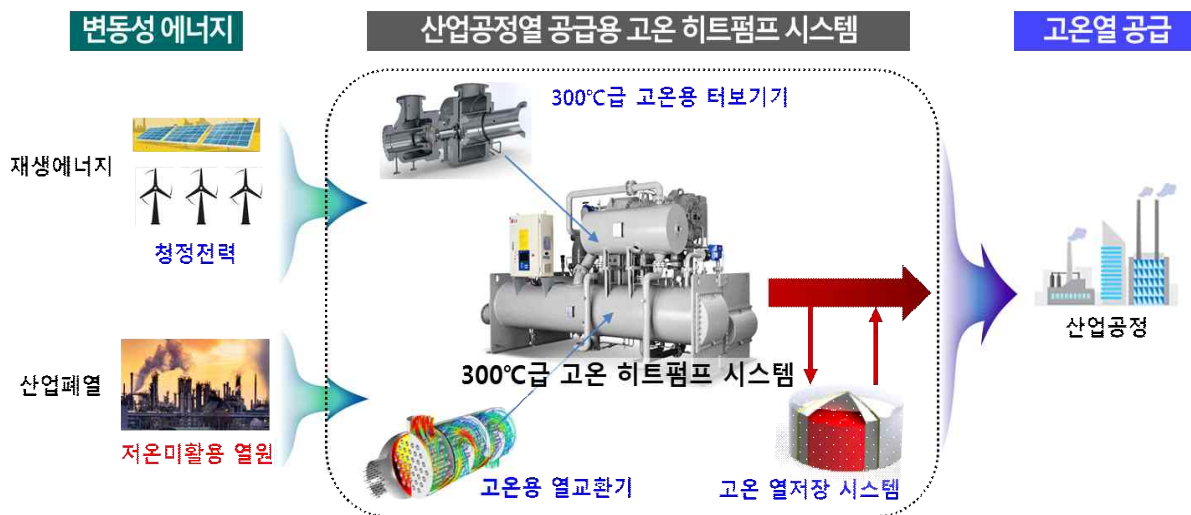 변동성 에너지
산업공정열 공급용 고온 히트펌프 시스템
고온열 공급
300℃급 고온용 터보기기
재생에너지
청정전력
산업공정
300℃급 고온 히트펌프 시스템
산업폐열
저온미활용 열원
고온용 열교환기
고온 열저장 시스템